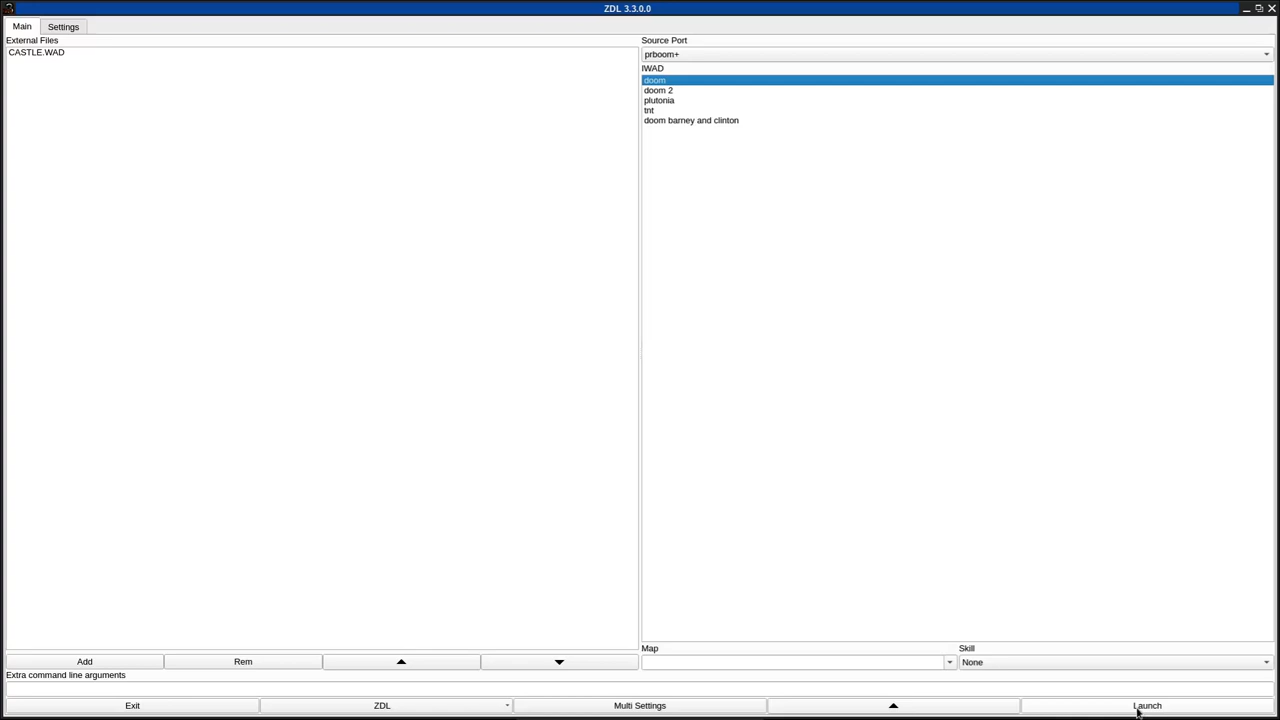 ZDL 3.3.0.0
Main
Settings
External Files
CASTLE.WAD
Source Port
prboom+
IWAD
doom
doom 2
plutonia
tnt
doom barney and clinton
Map
Skill
None
Add
Rem
Extra command line arguments
Exit
ZDL
Multi Settings
Launch